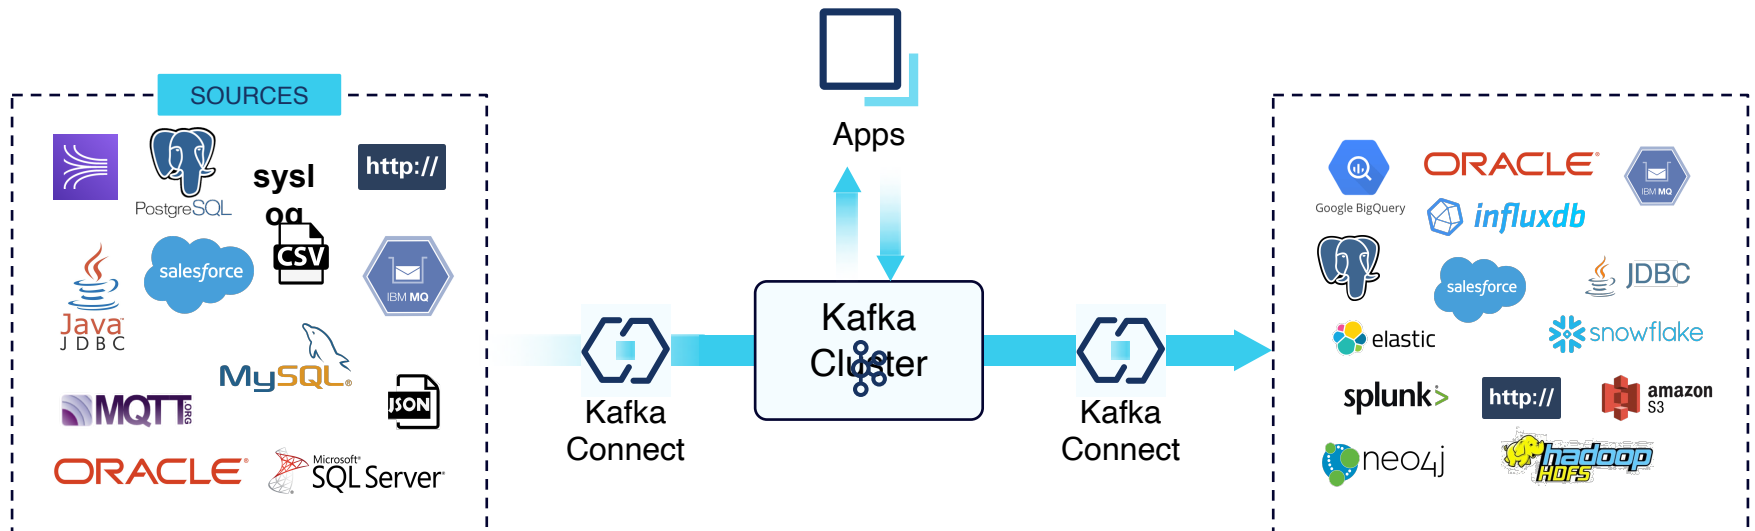 SOURCES
PostgreSQL
sysl
og
http://
CSV
salesforce
IBM MQ
Java™
JDBC
MySQL®
MQTT
.ORG
JSON
ORACLE®
Microsoft®
SQL Server®
Kafka
Connect
Apps
Kafka
Cluster
Kafka
Connect
Google BigQuery
ORACLE®
IBM MQ
influxdb
salesforce
JDBC
elastic
snowflake
splunk>
http://
amazon
S3
neo4j
hadoop
HDFS